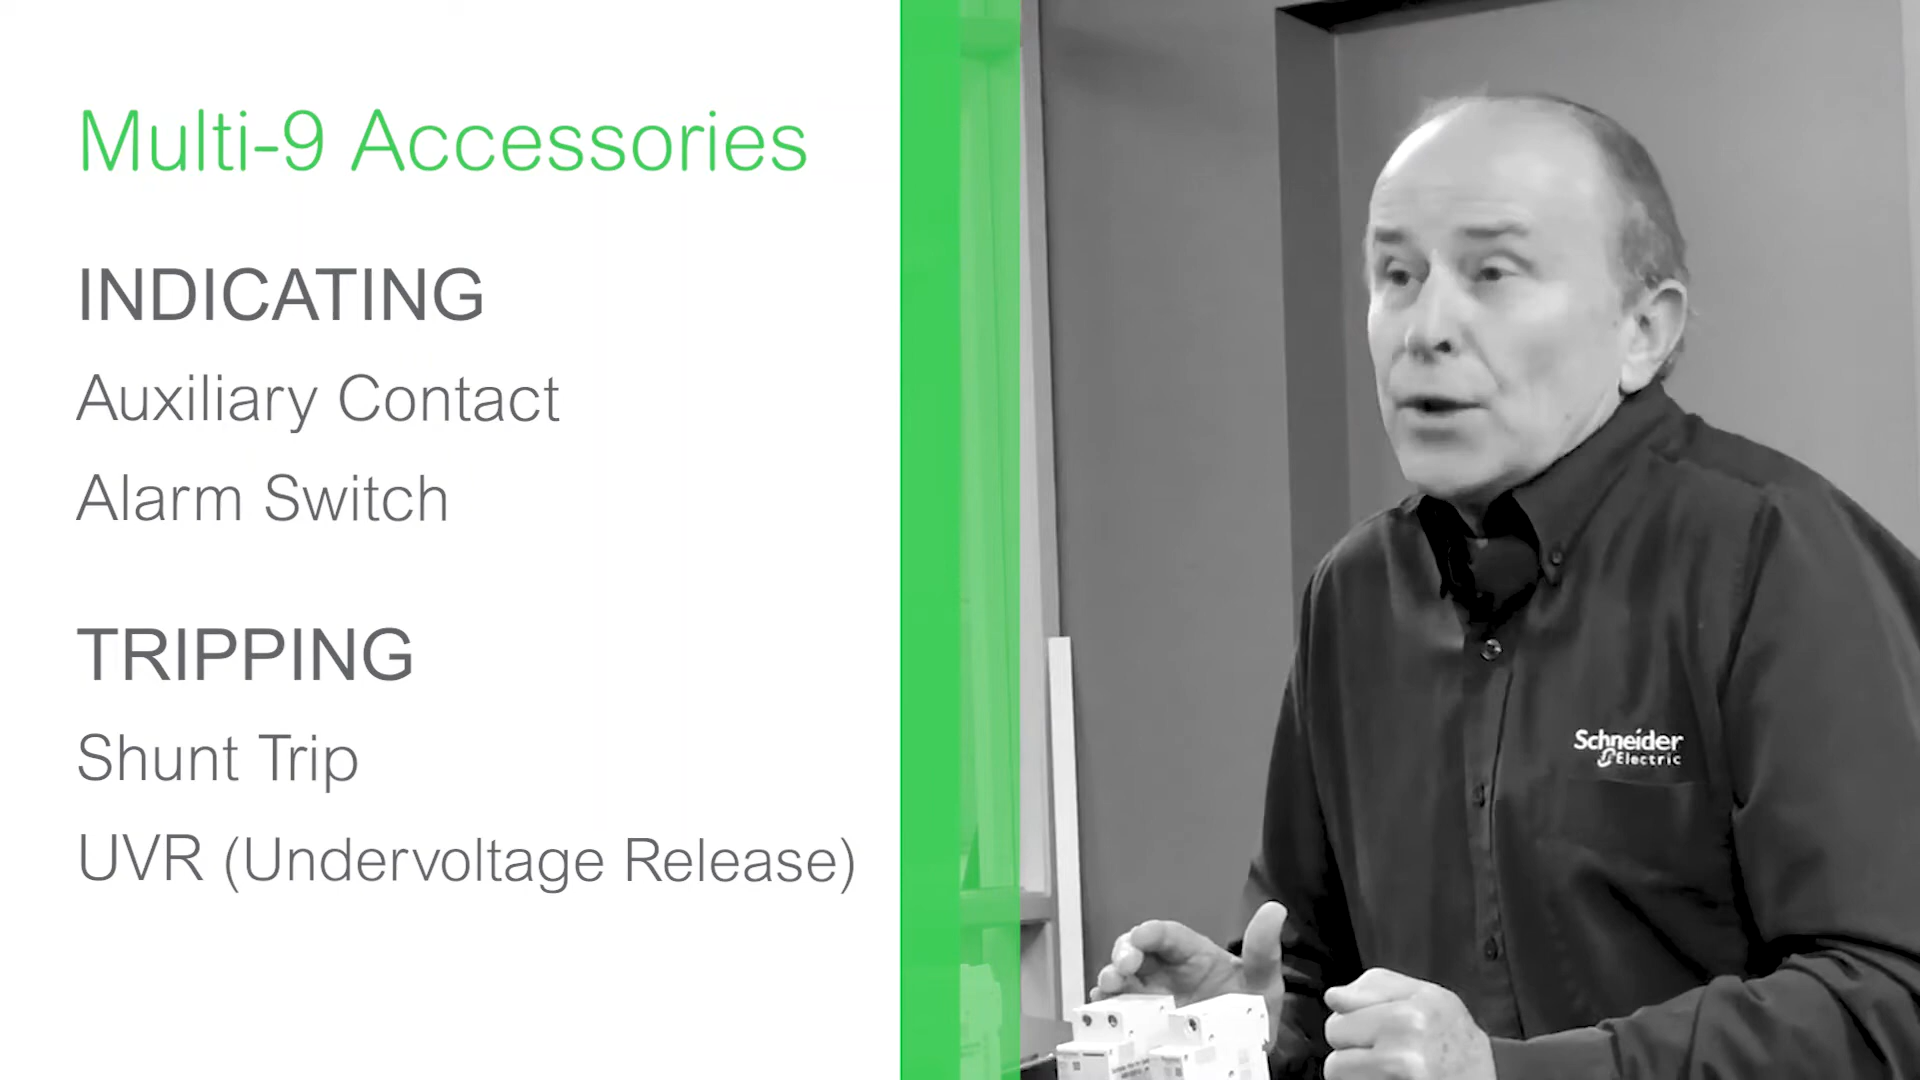 Multi-9 Accessories
INDICATING
Auxiliary Contact
Alarm Switch
TRIPPING
Shunt Trip
UVR (Undervoltage Release)
Schneider
Electric